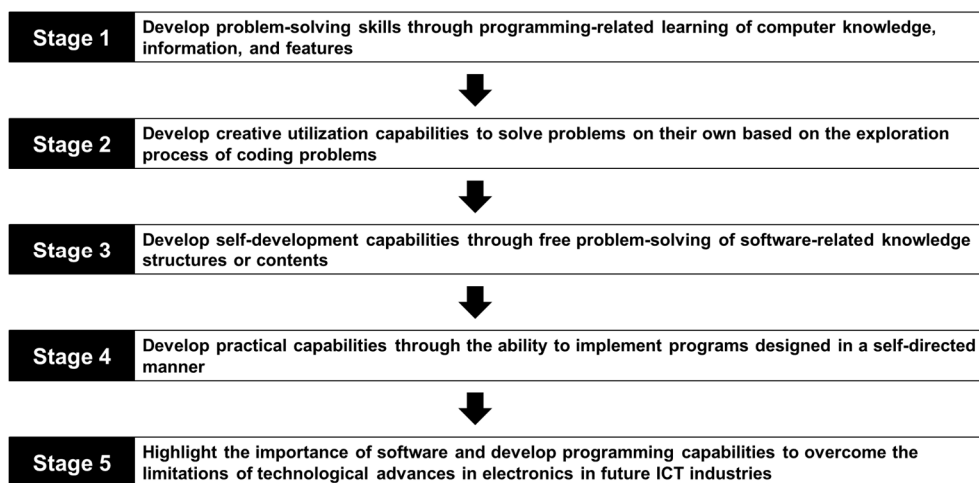 Stage 1
Develop problem-solving skills through programming-related learning of computer knowledge,
information, and features
Stage 2
Develop creative utilization capabilities to solve problems on their own based on the exploration
process of coding problems
Stage 3
Develop self-development capabilities through free problem-solving of software-related knowledge
structures or contents
Stage 4
Develop practical capabilities through the ability to implement programs designed in a self-directed
manner
Stage 5
Highlight the importance of software and develop programming capabilities to overcome the
limitations of technological advances in electronics in future ICT industries